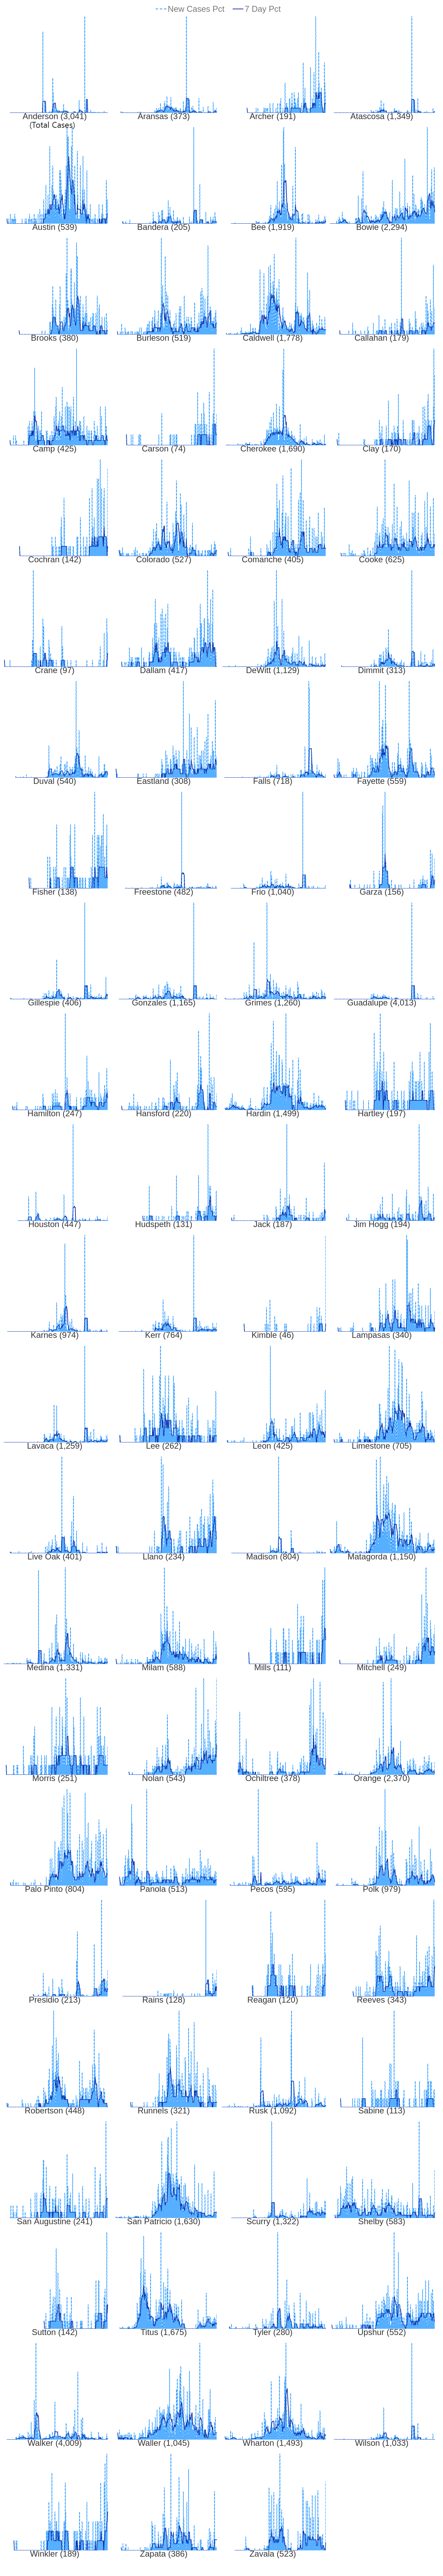 New Cases Pct 7 Day Pct
Anderson (3,041) Aransas (373) Archer (191) Atascosa (1,349)
(Total Cases)
Austin (539) Bandera (205) Bee (1,919) Bowie (2,294)
Brooks (380) Burleson (519) Caldwell (1,778) Callahan (179)
Camp (425) Carson (74) Cherokee (1,690) Clay (170)
Cochran (142) Colorado (527) Comanche (405) Cooke (625)
Crane (97) Dallam (417) DeWitt (1,129) Dimmit (313)
Duval (540) Eastland (308) Falls (718) Fayette (559)
Fisher (138) Freestone (482) Frio (1,040) Garza (156)
Gillespie (406) Gonzales (1,165) Grimes (1,260) Guadalupe (4,013)
Hamilton (247) Hansford (220) Hardin (1,499) Hartley (197)
Houston (447) Hudspeth (131) Jack (187) Jim Hogg (194)
Karnes (974) Kerr (764) Kimble (46) Lampasas (340)
Lavaca (1,259) Lee (262) Leon (425) Limestone (705)
Live Oak (401) Llano (234) Madison (804) Matagorda (1,150)
Medina (1,331) Milam (588) Mills (111) Mitchell (249)
Morris (251) Nolan (543) Ochiltree (378) Orange (2,370)
Palo Pinto (804) Panola (513) Pecos (595) Polk (979)
Presidio (213) Rains (128) Reagan (120) Reeves (343)
Robertson (448) Runnels (321) Rusk (1,092) Sabine (113)
San Augustine (241) San Patricio (1,630) Scurry (1,322) Shelby (583)
Sutton (142) Titus (1,675) Tyler (280) Upshur (552)
Walker (4,009) Waller (1,045) Wharton (1,493) Wilson (1,033)
Winkler (189) Zapata (386) Zavala (523)